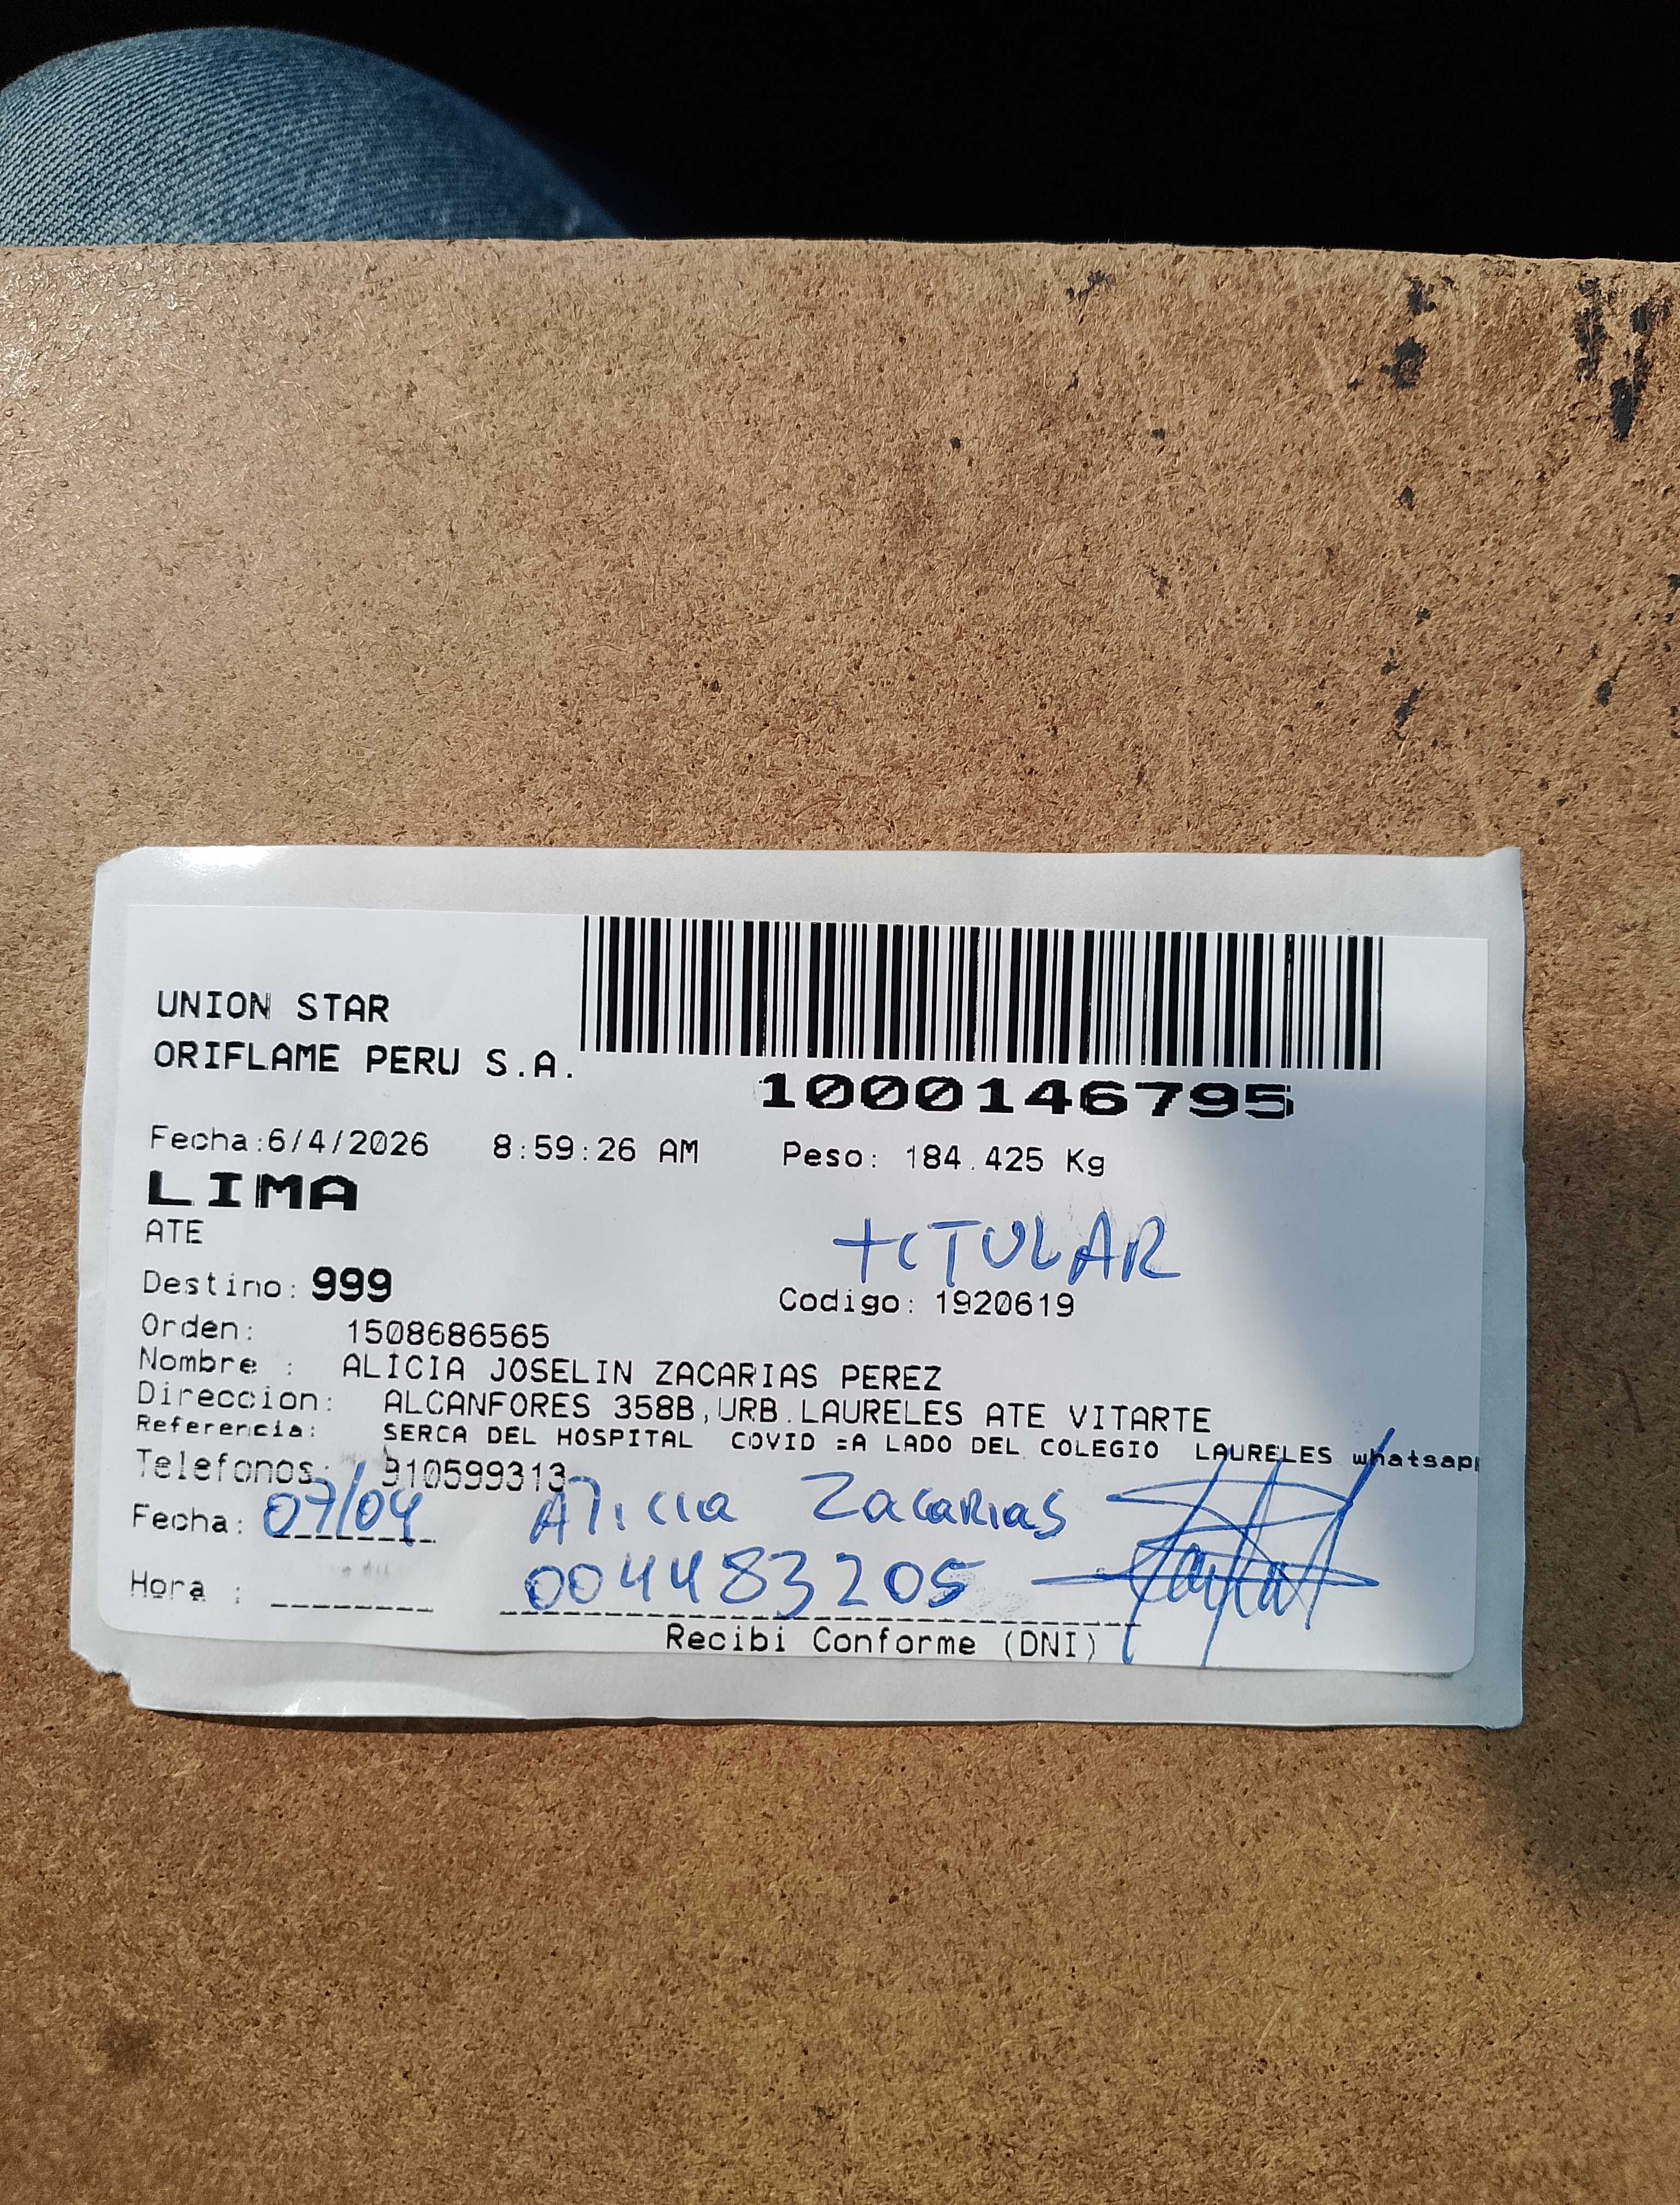 UNION STAR
ORIFLAME PERU S.A.
1000146795
Fecha:6/4/2026 8:59:26 AM Peso: 184.425 Kg
LIMA
ATE
TITULAR
Destino: 999
Codigo: 1920619
Orden: 1508686565
Nombre : ALICIA JOSELIN ZACARIAS PEREZ
Direccion: ALCANFORES 358B,URB.LAURELES ATE VITARTE
Referencia: SERCA DEL HOSPITAL COVID =A LADO DEL COLEGIO LAURELES whatsapp
Telefonos: 910599313
Fecha: 07/04 Alicia Zacarias
Hora : 004483205
Recibi Conforme (DNI)